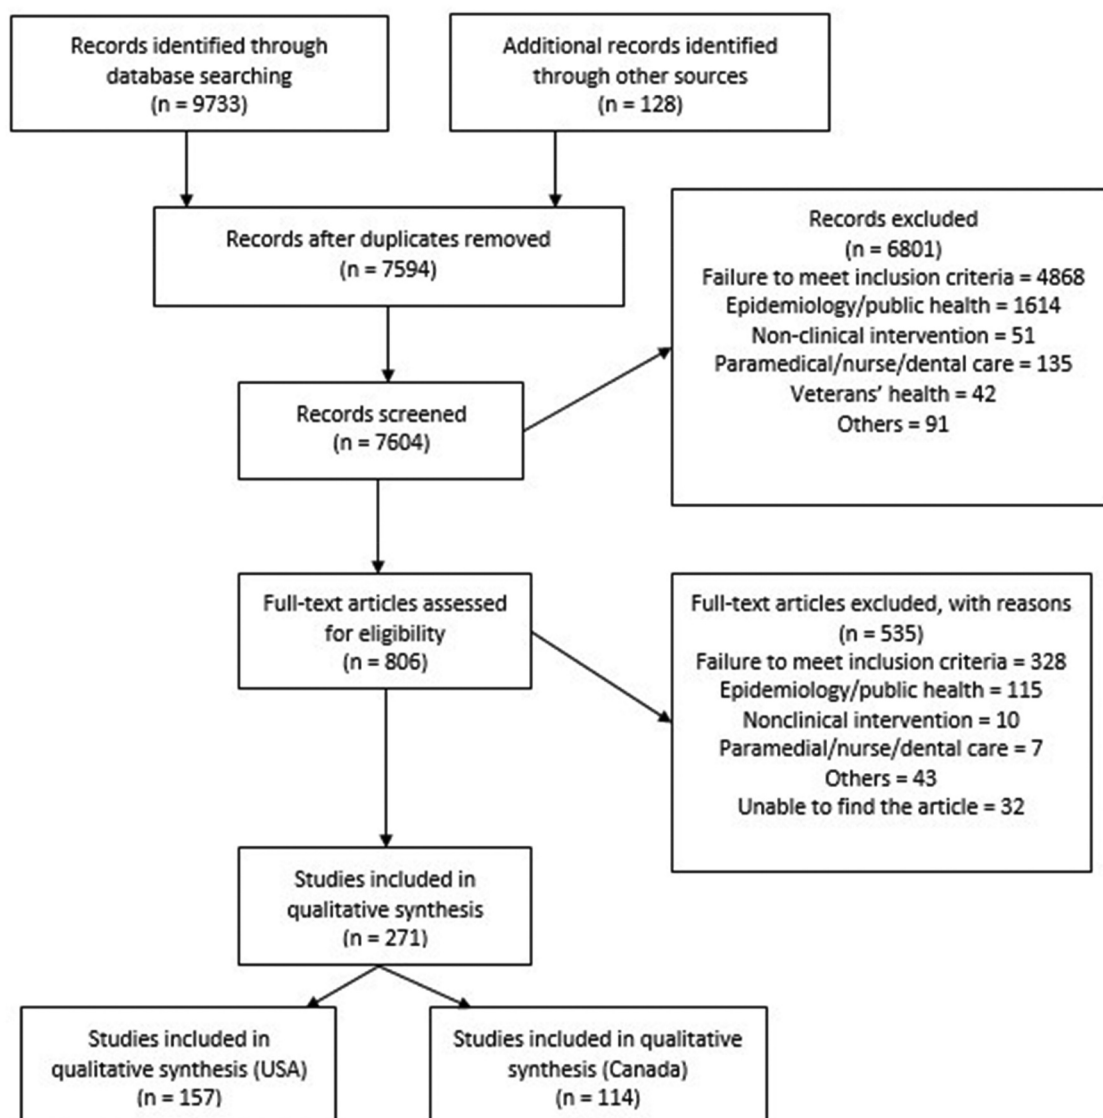 Records identified through
database searching
(n = 9733)
Additional records identified
through other sources
(n = 128)
Records after duplicates removed
(n = 7594)
Records excluded
(n = 6801)
Failure to meet inclusion criteria = 4868
Epidemiology/public health = 1614
Non-clinical intervention = 51
Paramedical/nurse/dental care = 135
Veterans’ health = 42
Others = 91
Records screened
(n = 7604)
Full-text articles assessed
for eligibility
(n = 806)
Full-text articles excluded, with reasons
(n = 535)
Failure to meet inclusion criteria = 328
Epidemiology/public health = 115
Nonclinical intervention = 10
Paramedial/nurse/dental care = 7
Others = 43
Unable to find the article = 32
Studies included in
qualitative synthesis
(n = 271)
Studies included in
qualitative synthesis (USA)
(n = 157)
Studies included in qualitative
synthesis (Canada)
(n = 114)